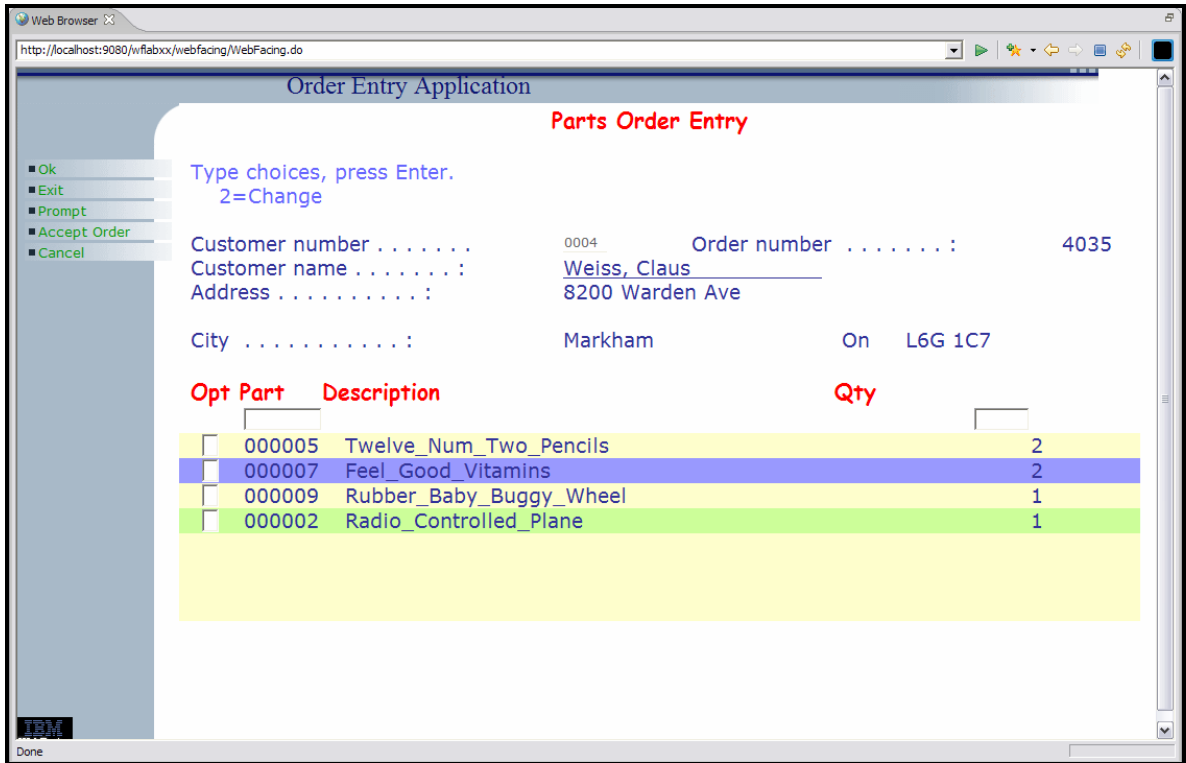 Web Browser
http://localhost:9080/wflabxx/webfacing/WebFacing.do
Order Entry Application
Parts Order Entry
Ok
Exit
Prompt
Accept Order
Cancel
Type choices, press Enter.
2=Change
Customer number . . . . . . . 0004 Order number . . . . . . . : 4035
Customer name . . . . . . . : Weiss, Claus
Address . . . . . . . . . . : 8200 Warden Ave
City . . . . . . . . . . . : Markham On L6G 1C7
Opt Part Description Qty
000005 Twelve_Num_Two_Pencils 2
000007 Feel_Good_Vitamins 2
000009 Rubber_Baby_Buggy_Wheel 1
000002 Radio_Controlled_Plane 1
IBM
Done